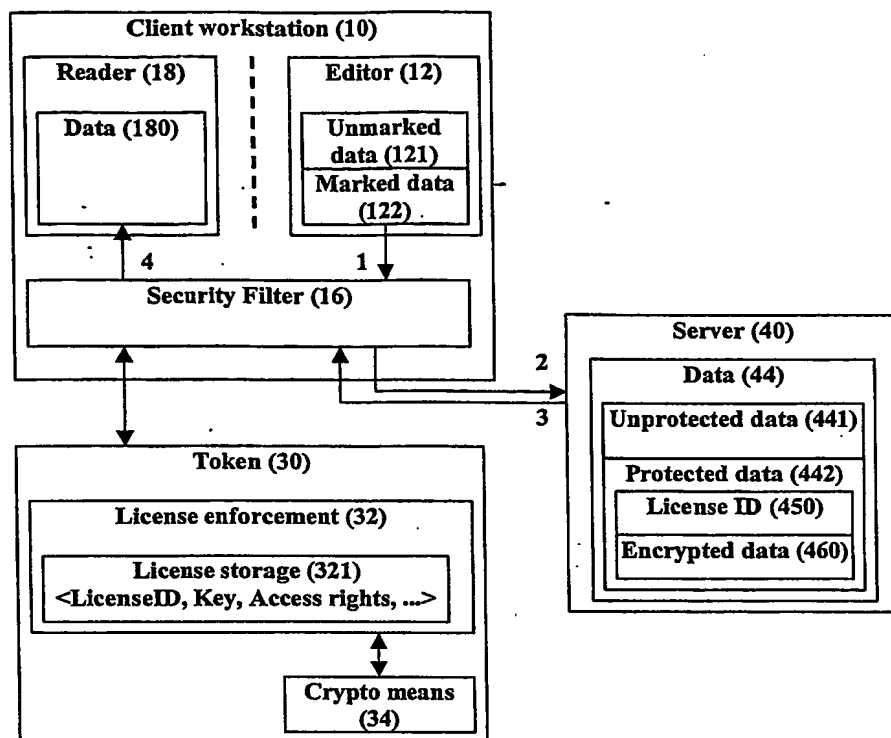 Client workstation (10)
Reader (18)
Data (180)
Editor (12)
Unmarked
data (121)
Marked data
(122)
4
1
Security Filter (16)
2
3
Server (40)
Data (44)
Unprotected data (441)
Protected data (442)
License ID (450)
Encrypted data (460)
Token (30)
License enforcement (32)
License storage (321)
<LicenseID, Key, Access rights, ...>
Crypto means
(34)